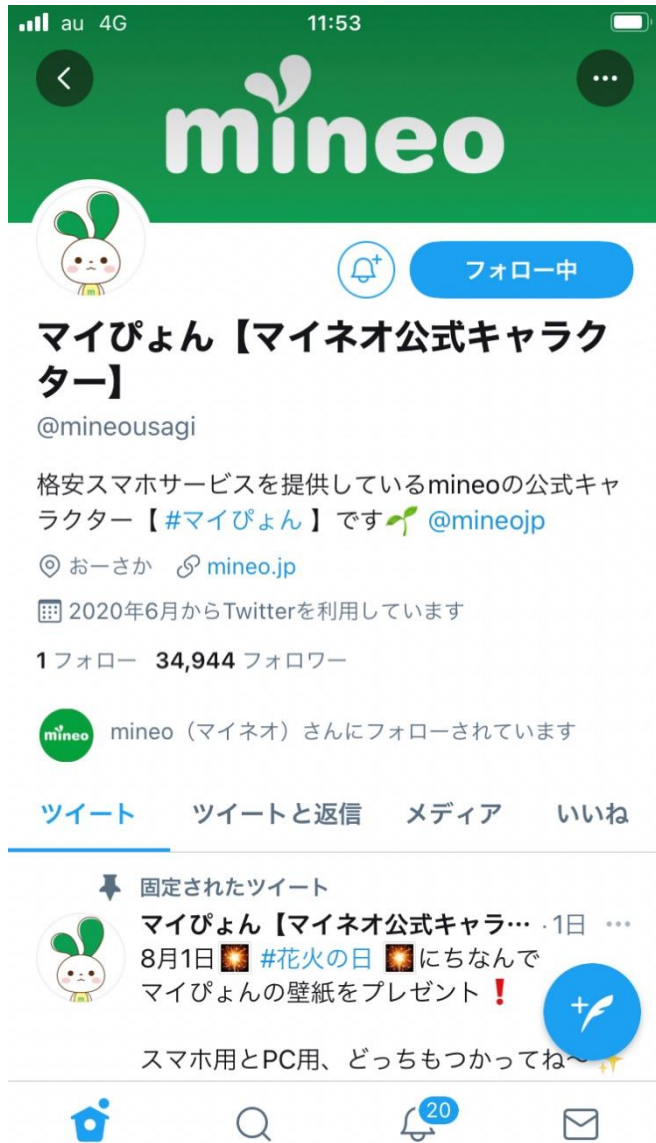 au 4G 11:53
mineo
フォロー中
マイぴょん【マイネオ公式キャラク
ター】
@mineousagi
格安スマホサービスを提供しているmineoの公式キャ
ラクター【 #マイぴょん 】です🌱 @mineojp
おーさか mineo.jp
2020年6月からTwitterを利用しています
1 フォロー 34,944 フォロワー
mineo mineo（マイネオ）さんにフォローされています
ツイート ツイートと返信 メディア いいね
固定されたツイート
マイぴょん【マイネオ公式キャラ… · 1日
8月1日🎇 #花火の日 🎇にちなんで
マイぴょんの壁紙をプレゼント❗
スマホ用とPC用、どっちもつかってね〜✨
20